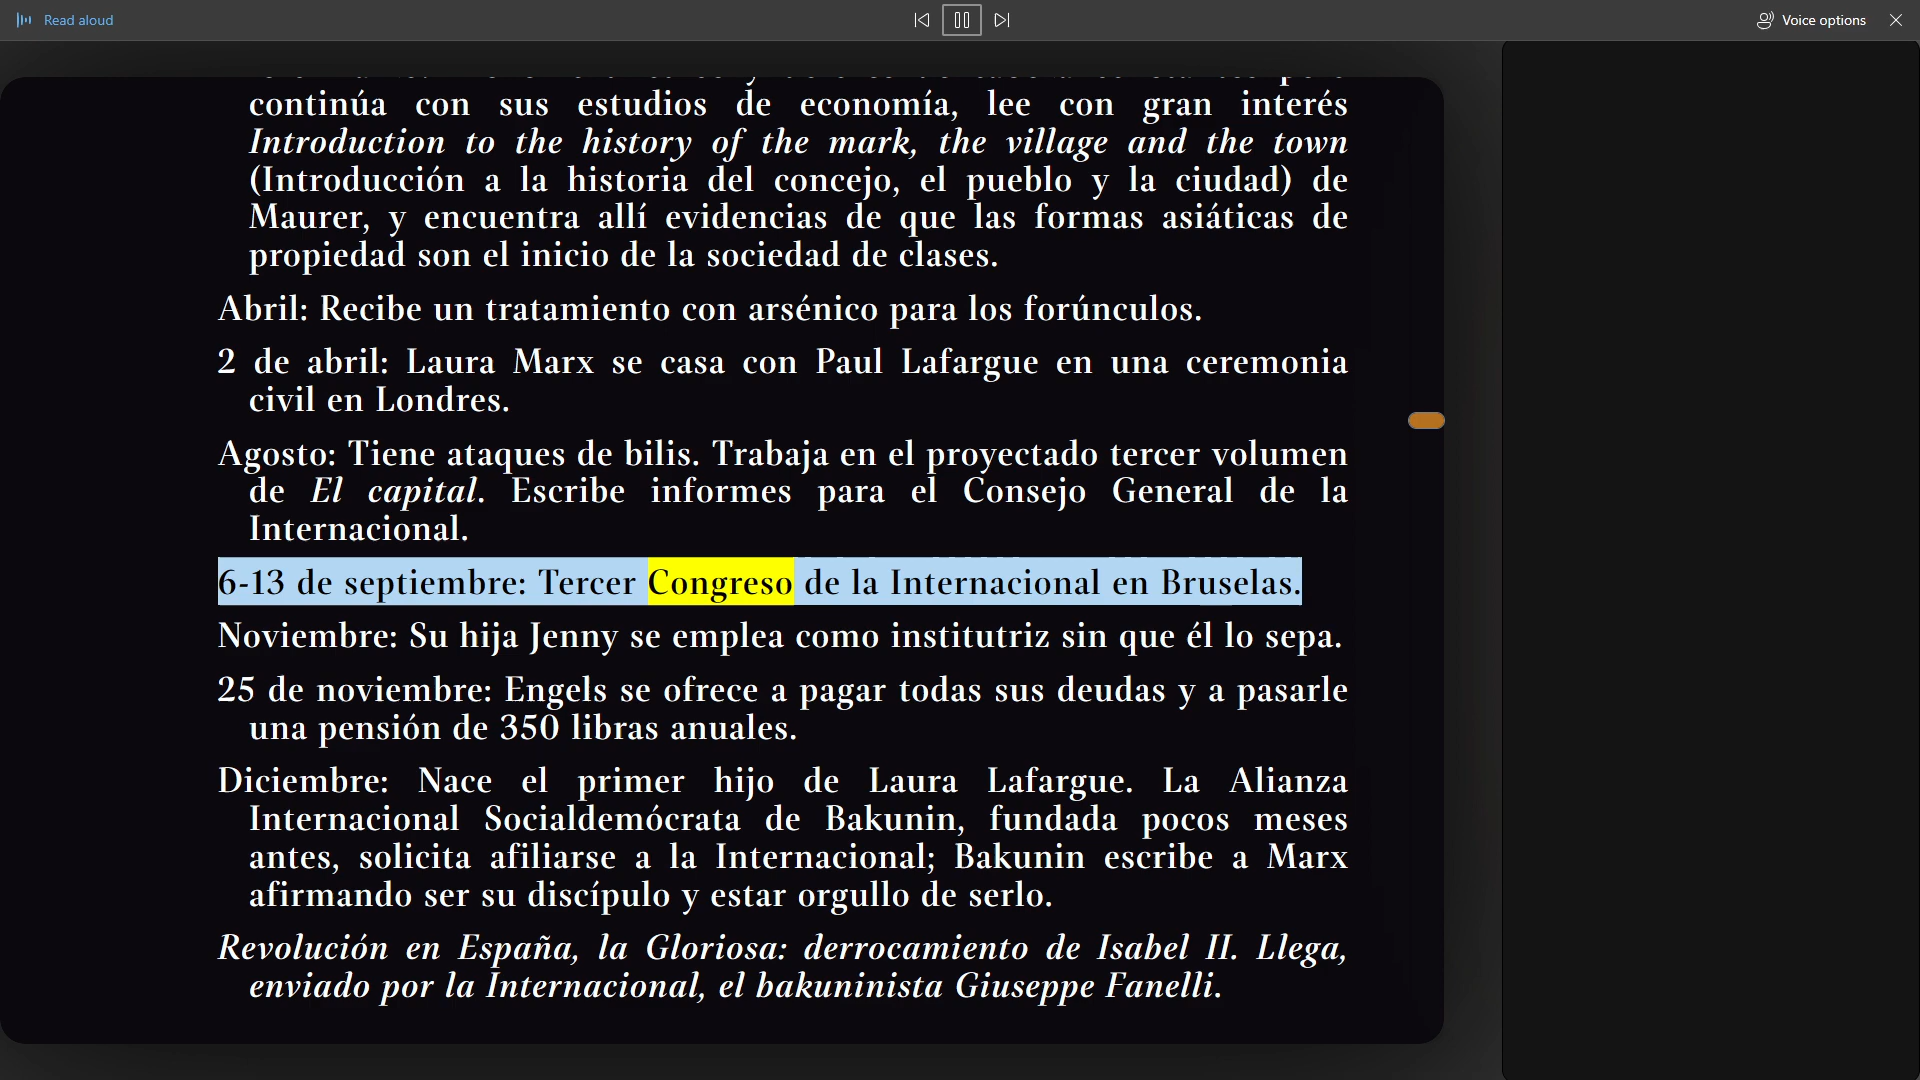 Read aloud
Voice options
continúa con sus estudios de economía, lee con gran interés
Introduction to the history of the mark, the village and the town
(Introducción a la historia del concejo, el pueblo y la ciudad) de
Maurer, y encuentra allí evidencias de que las formas asiáticas de
propiedad son el inicio de la sociedad de clases.
Abril: Recibe un tratamiento con arsénico para los forúnculos.
2 de abril: Laura Marx se casa con Paul Lafargue en una ceremonia
civil en Londres.
Agosto: Tiene ataques de bilis. Trabaja en el proyectado tercer volumen
de El capital. Escribe informes para el Consejo General de la
Internacional.
6-13 de septiembre: Tercer Congreso de la Internacional en Bruselas.
Noviembre: Su hija Jenny se emplea como institutriz sin que él lo sepa.
25 de noviembre: Engels se ofrece a pagar todas sus deudas y a pasarle
una pensión de 350 libras anuales.
Diciembre: Nace el primer hijo de Laura Lafargue. La Alianza
Internacional Socialdemócrata de Bakunin, fundada pocos meses
antes, solicita afiliarse a la Internacional; Bakunin escribe a Marx
afirmando ser su discípulo y estar orgullo de serlo.
Revolución en España, la Gloriosa: derrocamiento de Isabel II. Llega,
enviado por la Internacional, el bakuninista Giuseppe Fanelli.